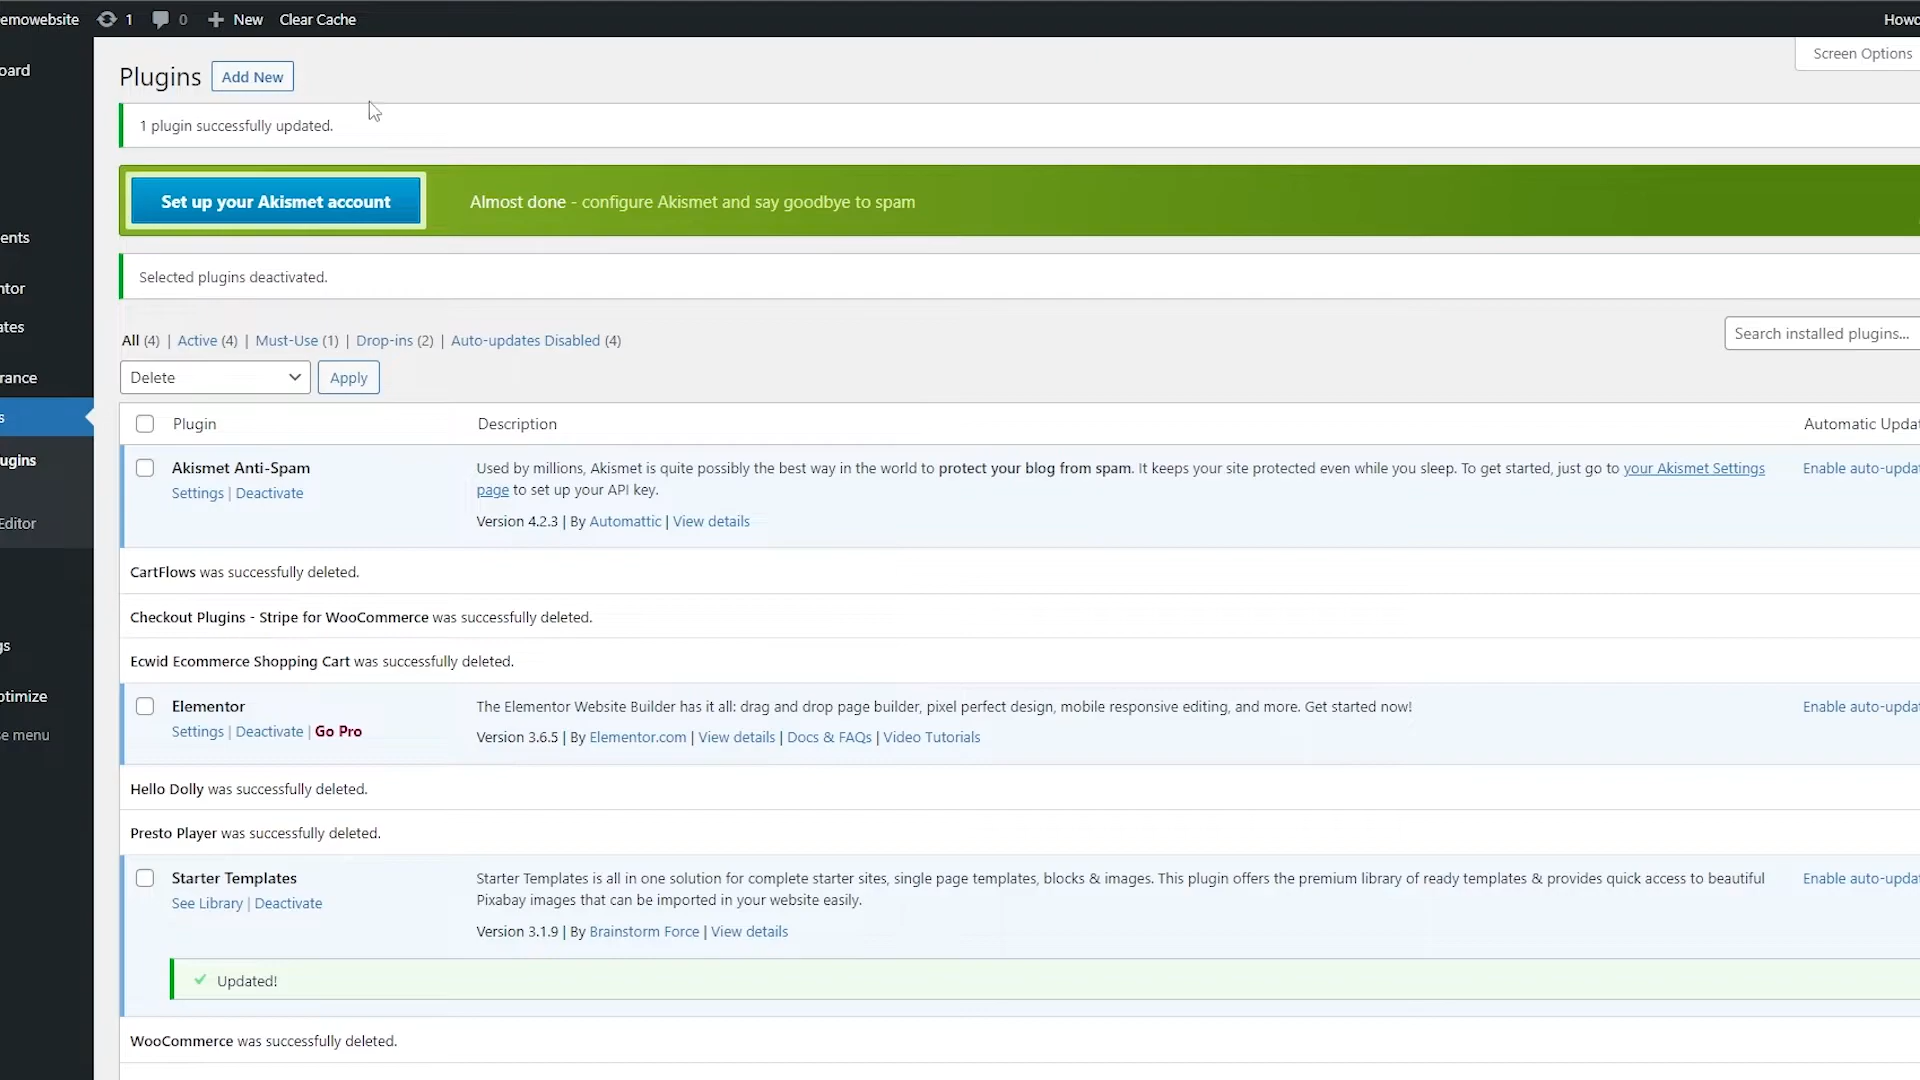 emowebsite 1 0 New Clear Cache Howd
oard
Plugins Add New Screen Options
1 plugin successfully updated.
Set up your Akismet account Almost done - configure Akismet and say goodbye to spam
ents
Selected plugins deactivated.
ntor
ates
All (4) | Active (4) | Must-Use (1) | Drop-ins (2) | Auto-updates Disabled (4) Search installed plugins...
rance Delete Apply
s
Plugin Description Automatic Updat
ugins Akismet Anti-Spam Used by millions, Akismet is quite possibly the best way in the world to protect your blog from spam. It keeps your site protected even while you sleep. To get started, just go to your Akismet Settings Enable auto-updat
Settings | Deactivate page to set up your API key.
Editor Version 4.2.3 | By Automattic | View details
CartFlows was successfully deleted.
Checkout Plugins - Stripe for WooCommerce was successfully deleted.
gs
Ecwid Ecommerce Shopping Cart was successfully deleted.
ptimize Elementor The Elementor Website Builder has it all: drag and drop page builder, pixel perfect design, mobile responsive editing, and more. Get started now! Enable auto-updat
se menu Settings | Deactivate | Go Pro Version 3.6.5 | By Elementor.com | View details | Docs & FAQs | Video Tutorials
Hello Dolly was successfully deleted.
Presto Player was successfully deleted.
Starter Templates Starter Templates is all in one solution for complete starter sites, single page templates, blocks & images. This plugin offers the premium library of ready templates & provides quick access to beautiful Enable auto-updat
See Library | Deactivate Pixabay images that can be imported in your website easily.
Version 3.1.9 | By Brainstorm Force | View details
Updated!
WooCommerce was successfully deleted.